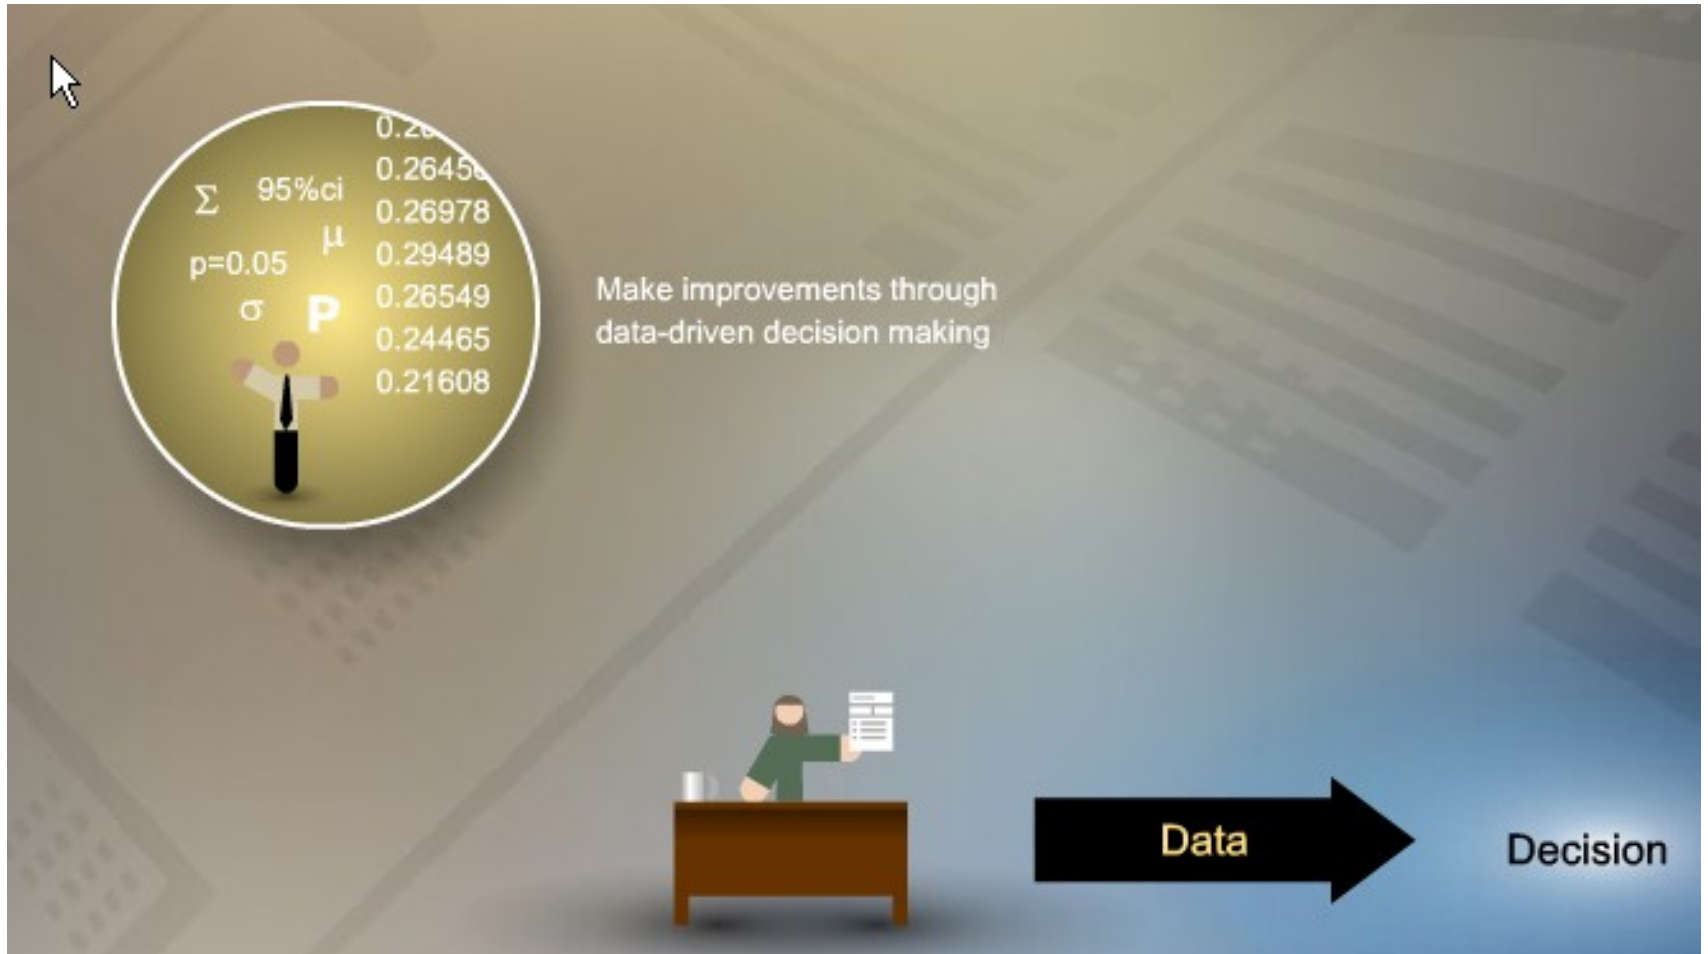 Σ
95%ci
μ
p=0.05
σ
P
0.26978
0.29489
0.26549
0.24465
0.21608
Make improvements through
data-driven decision making
Data
Decision